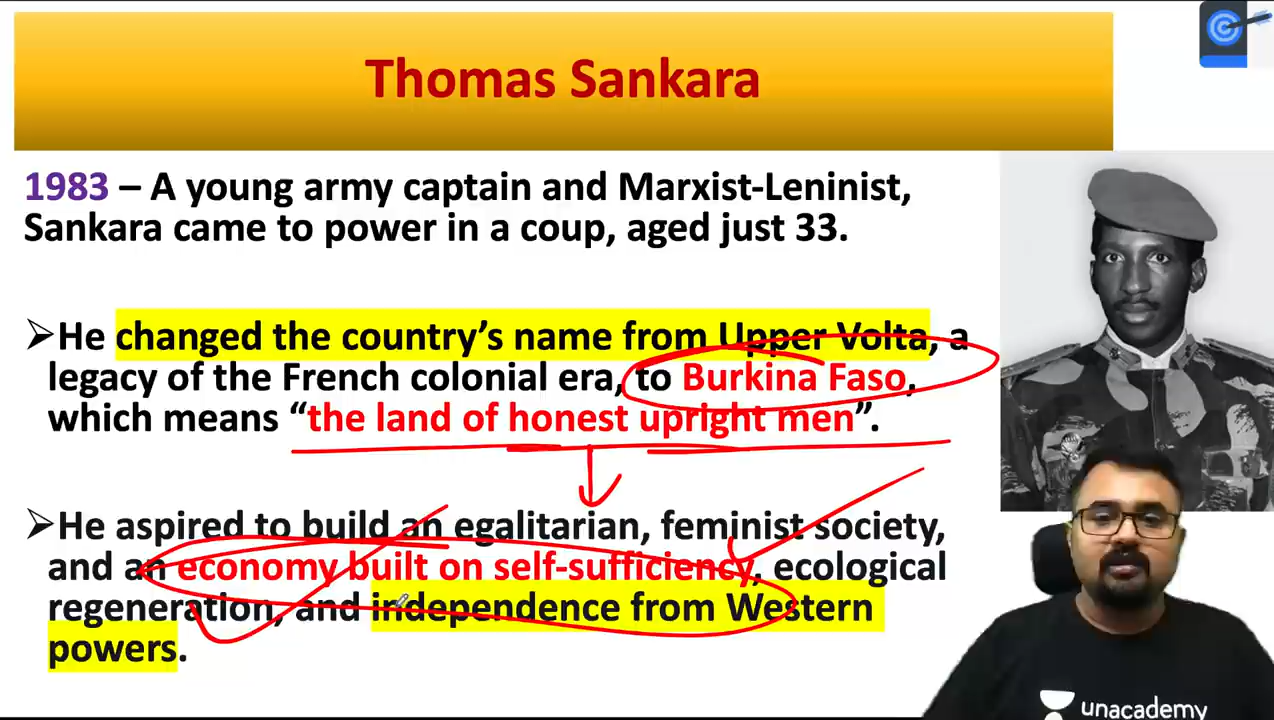 Thomas Sankara
1983 – A young army captain and Marxist-Leninist,
Sankara came to power in a coup, aged just 33.
➢He changed the country’s name from Upper Volta, a
legacy of the French colonial era, to Burkina Faso,
which means “the land of honest upright men”.
➢He aspired to build an egalitarian, feminist society,
and an economy built on self-sufficiency, ecological
regeneration, and independence from Western
powers.
unacademy